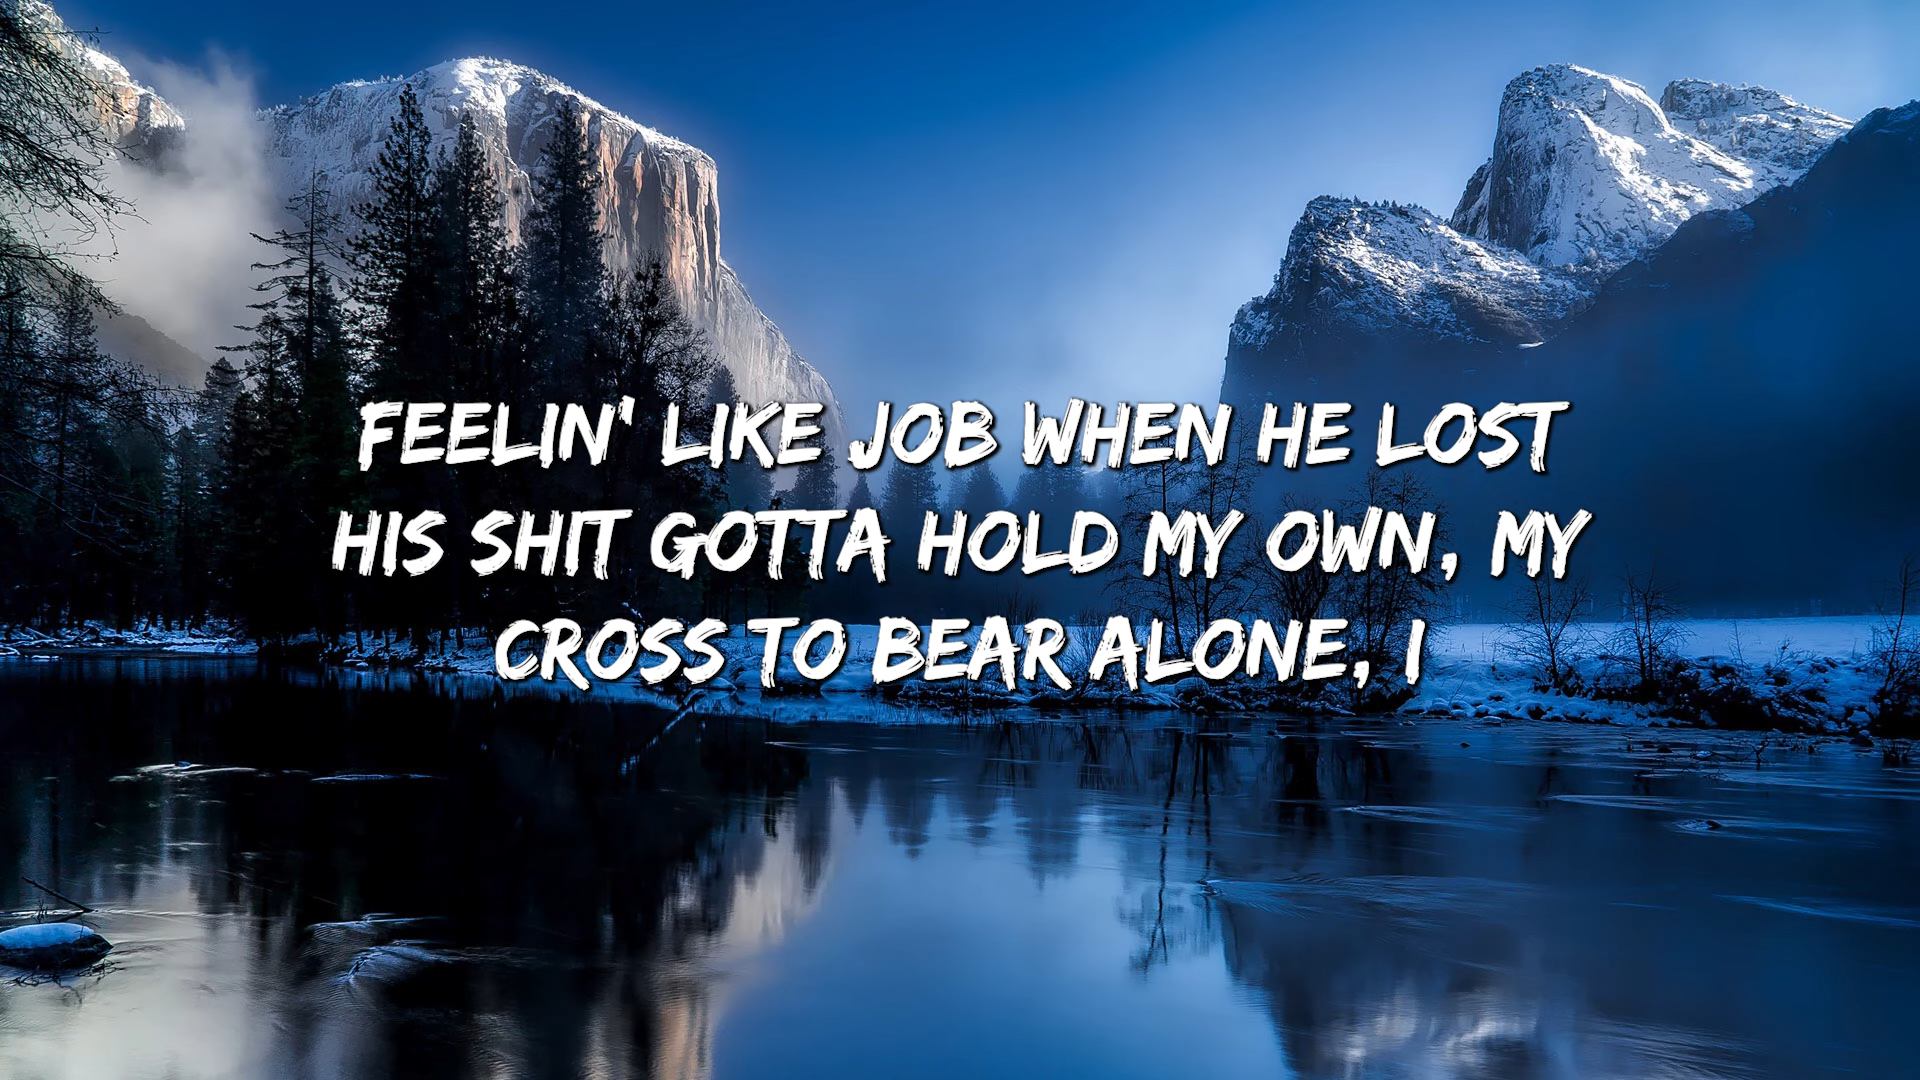 FEELIN' LIKE JOB WHEN HE LOST
HIS SHIT GOTTA HOLD MY OWN, MY
CROSS TO BEAR ALONE, I